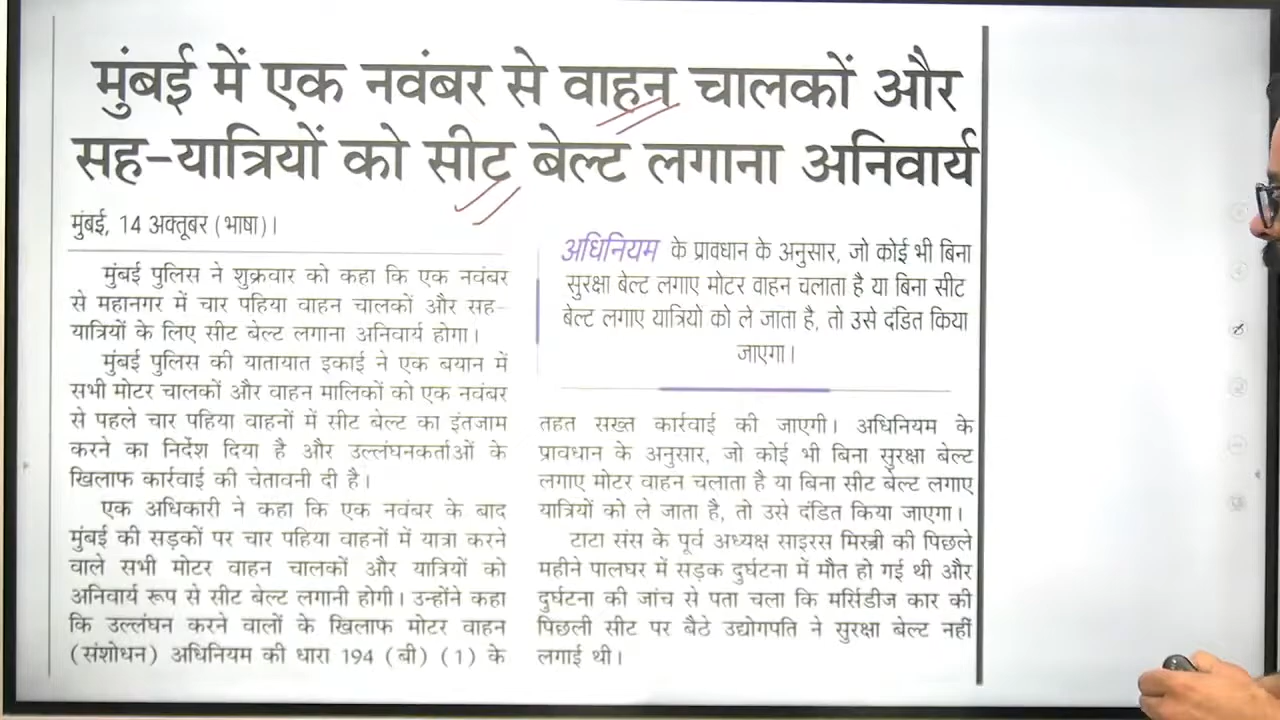 मुंबई में एक नवंबर से वाहन चालकों और
सह-यात्रियों को सीट बेल्ट लगाना अनिवार्य
मुंबई, 14 अक्तूबर (भाषा)।
मुंबई पुलिस ने शुक्रवार को कहा कि एक नवंबर
से महानगर में चार पहिया वाहन चालकों और सह-
यात्रियों के लिए सीट बेल्ट लगाना अनिवार्य होगा।
मुंबई पुलिस की यातायात इकाई ने एक बयान में
सभी मोटर चालकों और वाहन मालिकों को एक नवंबर
से पहले चार पहिया वाहनों में सीट बेल्ट का इंतजाम
करने का निर्देश दिया है और उल्लंघनकर्ताओं के
खिलाफ कार्रवाई की चेतावनी दी है।
एक अधिकारी ने कहा कि एक नवंबर के बाद
मुंबई की सड़कों पर चार पहिया वाहनों में यात्रा करने
वाले सभी मोटर वाहन चालकों और यात्रियों को
अनिवार्य रूप से सीट बेल्ट लगानी होगी। उन्होंने कहा
कि उल्लंघन करने वालों के खिलाफ मोटर वाहन
(संशोधन) अधिनियम की धारा 194 (बी) (1) के
अधिनियम के प्रावधान के अनुसार, जो कोई भी बिना
सुरक्षा बेल्ट लगाए मोटर वाहन चलाता है या बिना सीट
बेल्ट लगाए यात्रियों को ले जाता है, तो उसे दंडित किया
जाएगा।
तहत सख्त कार्रवाई की जाएगी। अधिनियम के
प्रावधान के अनुसार, जो कोई भी बिना सुरक्षा बेल्ट
लगाए मोटर वाहन चलाता है या बिना सीट बेल्ट लगाए
यात्रियों को ले जाता है, तो उसे दंडित किया जाएगा।
टाटा संस के पूर्व अध्यक्ष साइरस मिस्त्री की पिछले
महीने पालघर में सड़क दुर्घटना में मौत हो गई थी और
दुर्घटना की जांच से पता चला कि मर्सिडीज कार की
पिछली सीट पर बैठे उद्योगपति ने सुरक्षा बेल्ट नहीं
लगाई थी।